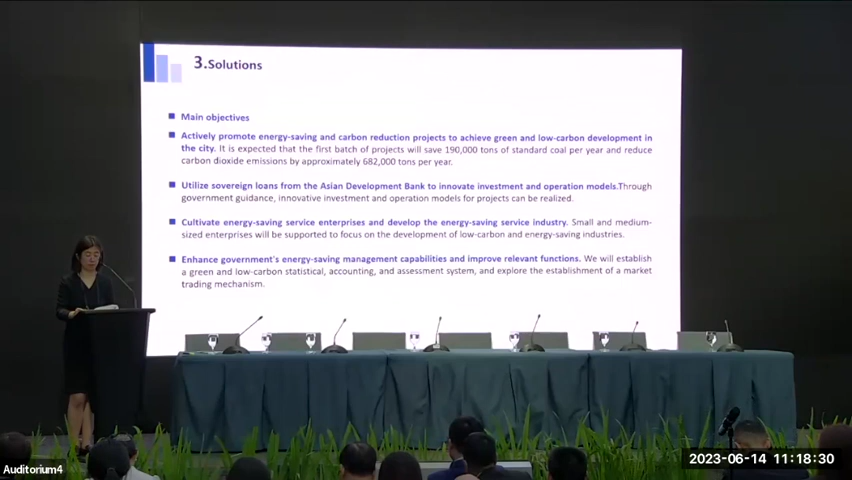 3.Solutions
Main objectives
Actively promote energy-saving and carbon reduction projects to achieve green and low-carbon development in
the city. It is expected that the first batch of projects will save 190,000 tons of standard coal per year and reduce
carbon dioxide emissions by approximately 682,000 tons per year.
Utilize sovereign loans from the Asian Development Bank to innovate investment and operation models.Through
government guidance, innovative investment and operation models for projects can be realized.
Cultivate energy-saving service enterprises and develop the energy-saving service industry. Small and medium-
sized enterprises will be supported to focus on the development of low-carbon and energy-saving industries.
Enhance government's energy-saving management capabilities and improve relevant functions. We will establish
a green and low-carbon statistical, accounting, and assessment system, and explore the establishment of a market
trading mechanism.
Auditorium4
2023-06-14 11:18:30